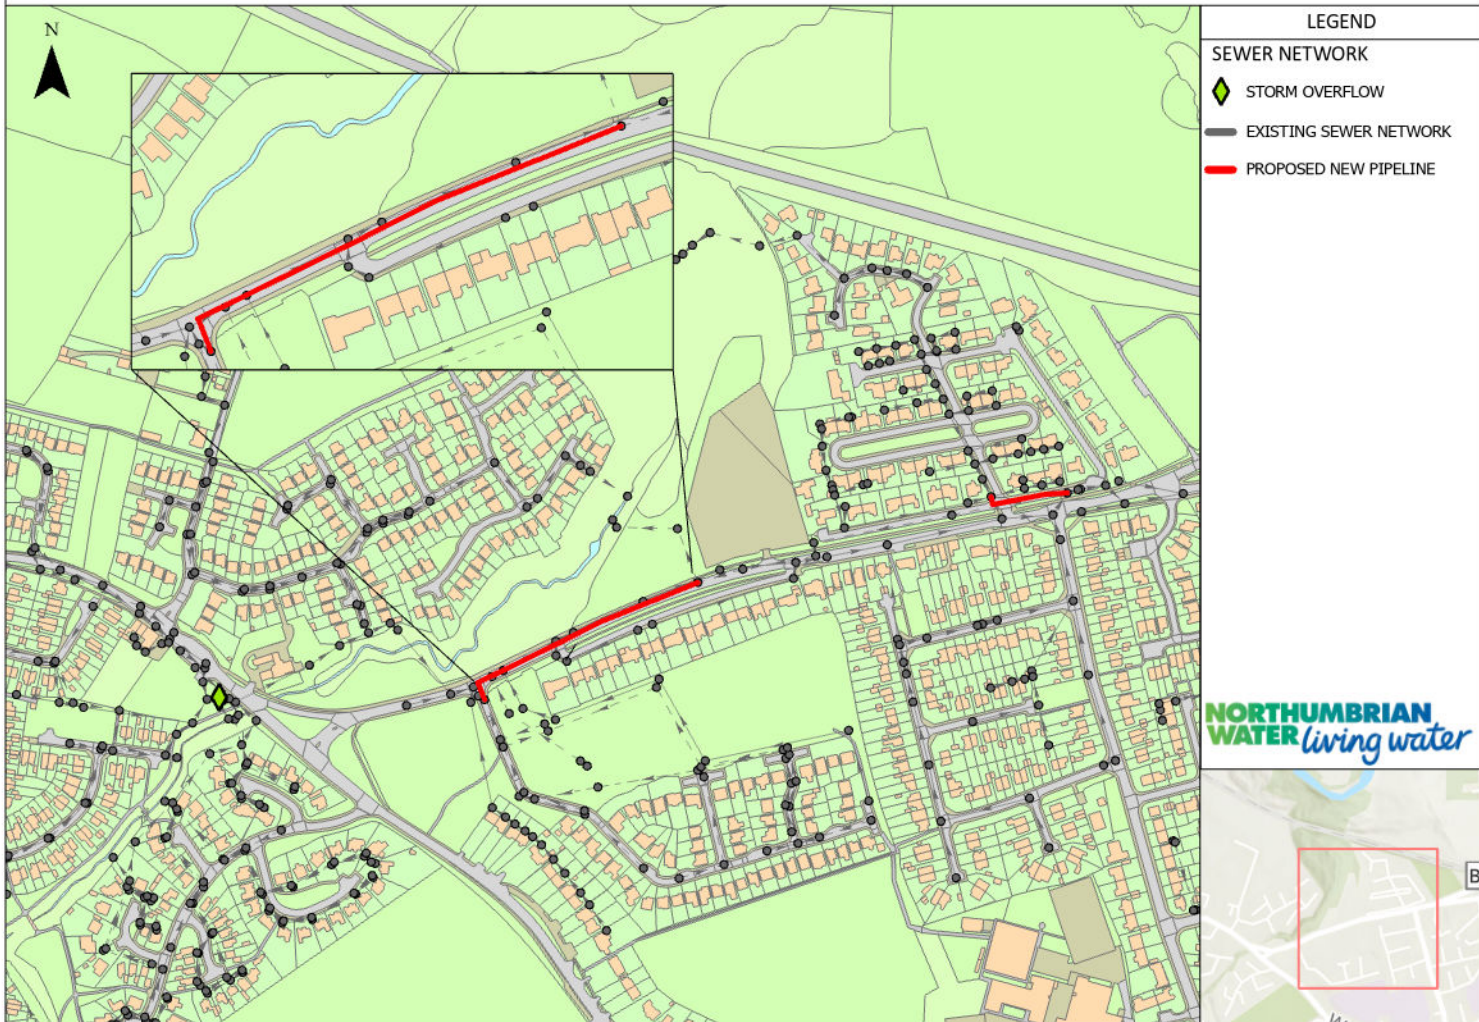 N
LEGEND
SEWER NETWORK
STORM OVERFLOW
EXISTING SEWER NETWORK
PROPOSED NEW PIPELINE
NORTHUMBRIAN
WATER living water
B